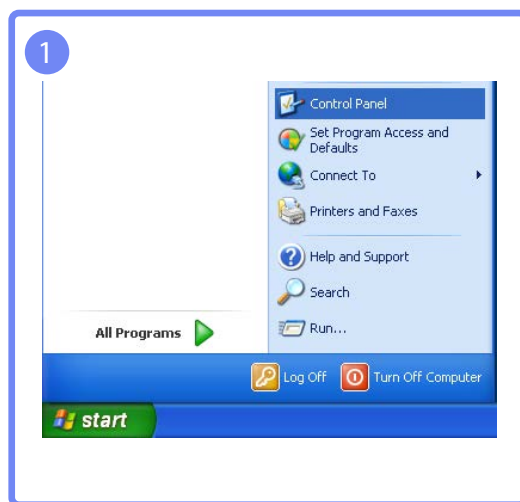 1
Control Panel
Set Program Access and
Defaults
Connect To
Printers and Faxes
Help and Support
Search
Run...
All Programs
Log Off
Turn Off Computer
start